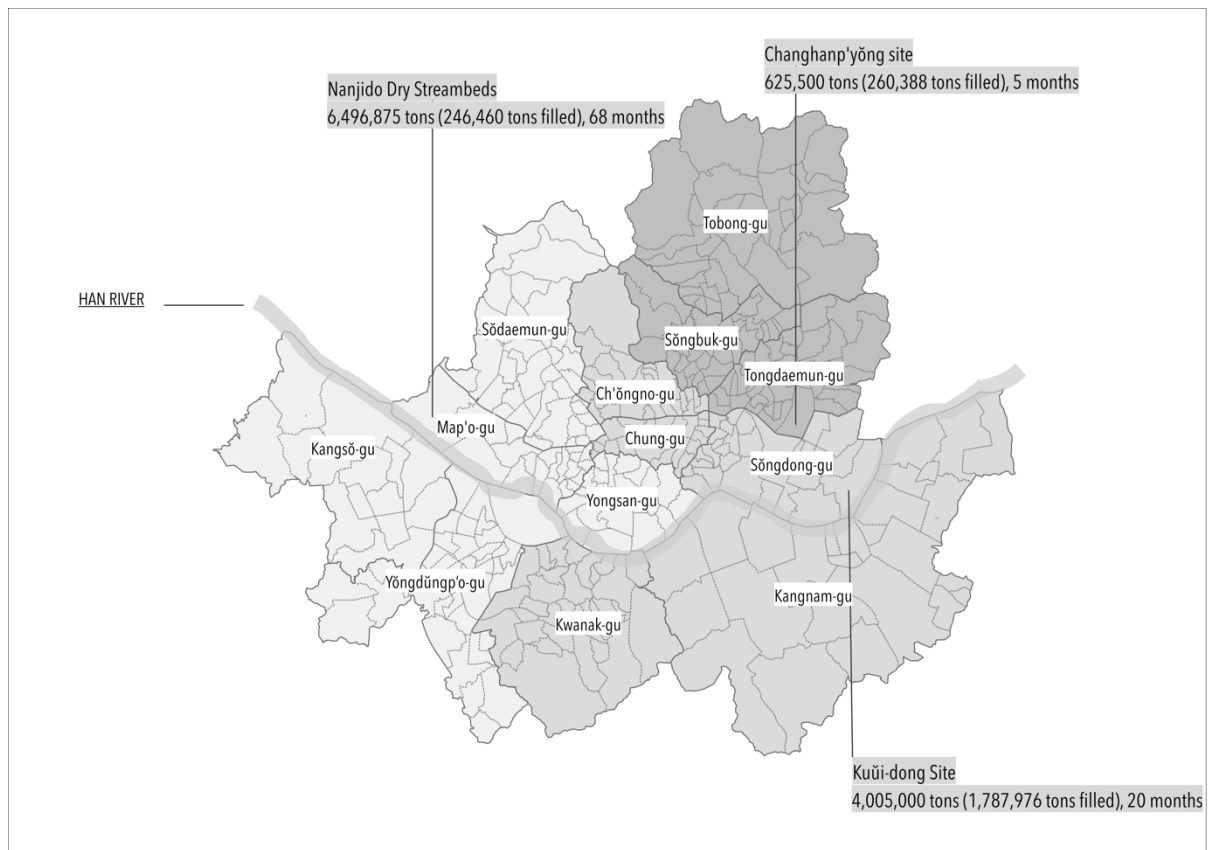 Changhanp'yŏng site
625,500 tons (260,388 tons filled), 5 months
Nanjido Dry Streambeds
6,496,875 tons (246,460 tons filled), 68 months
Tobong-gu
HAN RIVER
Sŏdaemun-gu
Sŏngbuk-gu
Tongdaemun-gu
Ch'ŏngno-gu
Map'o-gu
Chung-gu
Kangsŏ-gu
Sŏngdong-gu
Yongsan-gu
Yŏngdŭngp'o-gu
Kangnam-gu
Kwanak-gu
Kuŭi-dong Site
4,005,000 tons (1,787,976 tons filled), 20 months